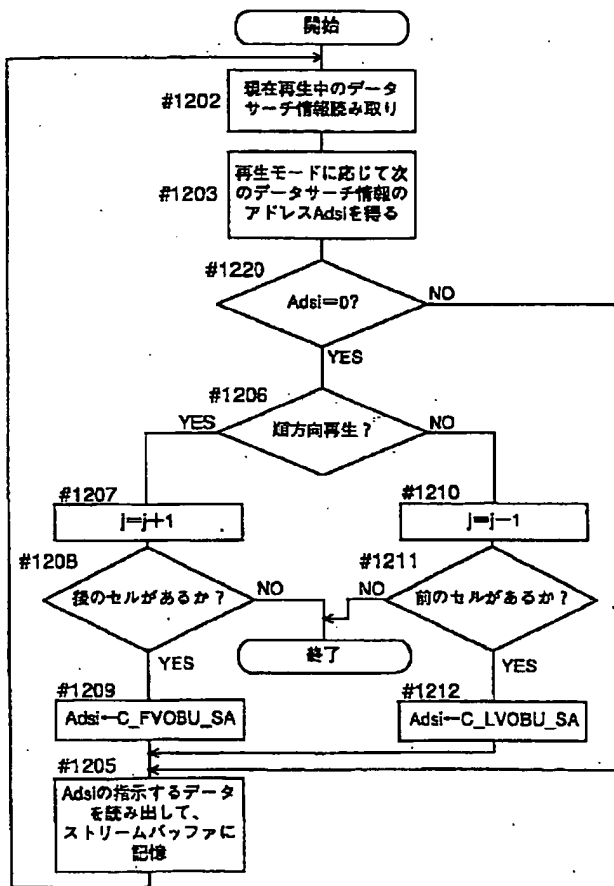 開始
#1202
現在再生中のデータ
サーチ情報読み取り
#1203
再生モードに応じて次
のデータサーチ情報の
アドレスAdsiを得る
#1220
Adsi=0?
NO
YES
#1206
YES
順方向再生？
NO
#1207
j=j+1
#1210
j=j−1
#1208
後のセルがあるか？
NO
#1211
NO
前のセルがあるか？
終了
YES
YES
#1209
Adsi←C_FVOBU_SA
#1212
Adsi←C_LVOBU_SA
#1205
Adsiの指示するデータ
を読み出して、
ストリームバッファに
記憶